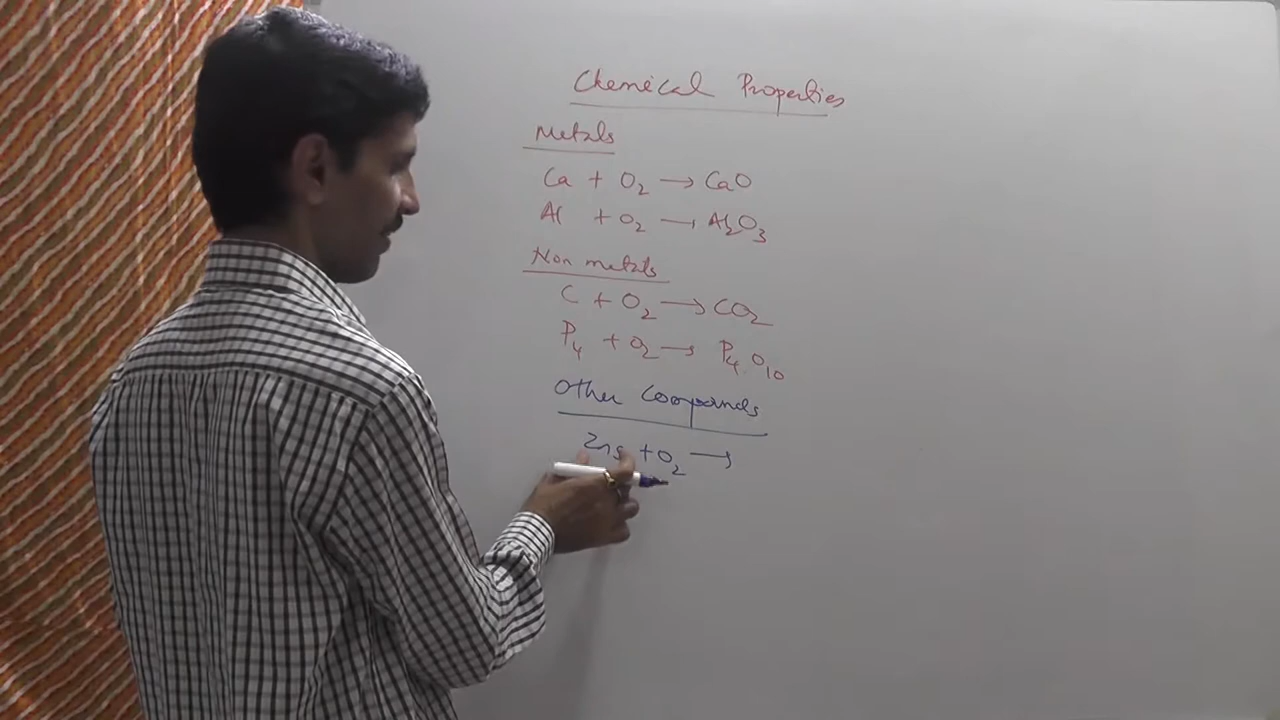 Chemical Properties
Metals
Ca + O₂ → CaO
Al + O₂ → Al₂O₃
Non metals
C + O₂ → CO₂
P₄ + O₂ → P₄O₁₀
Other Compounds
ZnS + O₂ →